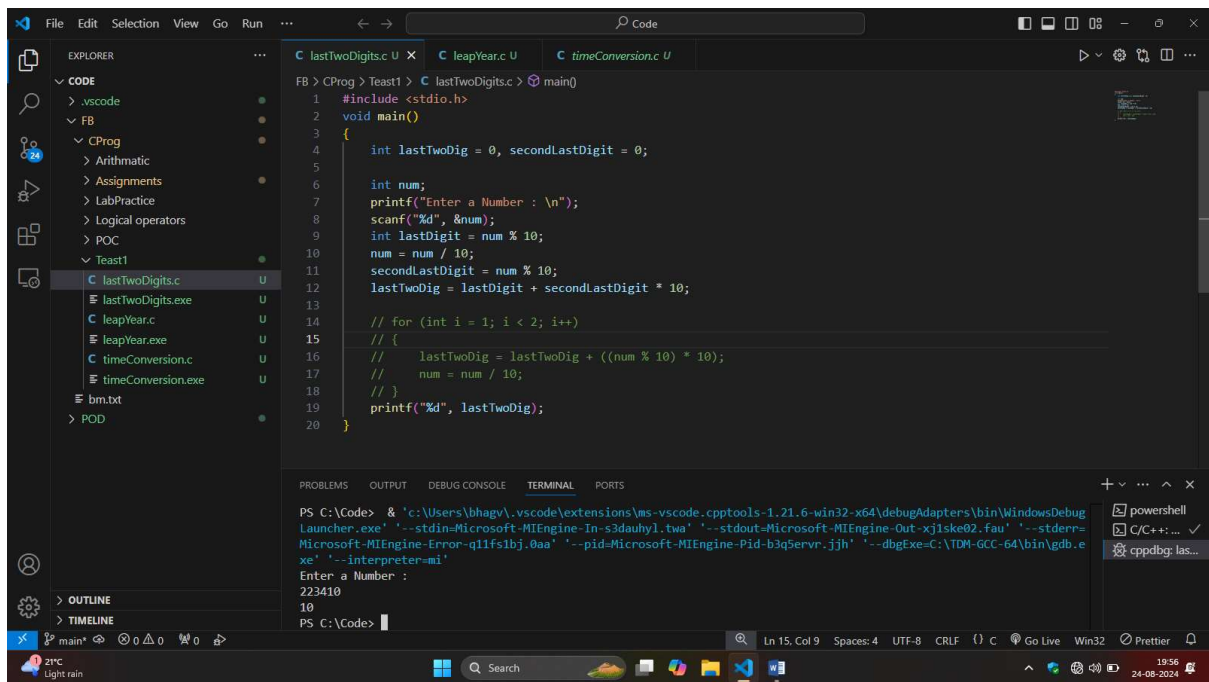 File Edit Selection View Go Run ··· Code
EXPLORER ···
CODE
.vscode
FB
CProg
Arithmatic
Assignments
LabPractice
Logical operators
POC
Teast1
C lastTwoDigits.c U
lastTwoDigits.exe U
C leapYear.c U
leapYear.exe U
C timeConversion.c U
timeConversion.exe U
bm.txt
POD
OUTLINE
TIMELINE
24
C lastTwoDigits.c U C leapYear.c U C timeConversion.c U
FB > CProg > Teast1 > C lastTwoDigits.c > main()
1 #include <stdio.h>
2 void main()
3 {
4 int lastTwoDig = 0, secondLastDigit = 0;
5
6 int num;
7 printf("Enter a Number : \n");
8 scanf("%d", &num);
9 int lastDigit = num % 10;
10 num = num / 10;
11 secondLastDigit = num % 10;
12 lastTwoDig = lastDigit + secondLastDigit * 10;
13
14 // for (int i = 1; i < 2; i++)
15 // {
16 // lastTwoDig = lastTwoDig + ((num % 10) * 10);
17 // num = num / 10;
18 // }
19 printf("%d", lastTwoDig);
20 }
PROBLEMS OUTPUT DEBUG CONSOLE TERMINAL PORTS
PS C:\Code> & 'c:\Users\bhagv\.vscode\extensions\ms-vscode.cpptools-1.21.6-win32-x64\debugAdapters\bin\WindowsDebug
Launcher.exe' '--stdin=Microsoft-MIEngine-In-s3dauhyl.twa' '--stdout=Microsoft-MIEngine-Out-xj1ske02.fau' '--stderr=
Microsoft-MIEngine-Error-q11fs1bj.0aa' '--pid=Microsoft-MIEngine-Pid-b3q5ervr.jjh' '--dbgExe=C:\TDM-GCC-64\bin\gdb.e
xe' '--interpreter=mi'
Enter a Number :
223410
10
PS C:\Code>
powershell
C/C++: ...
cppdbg: las...
main* 0 0 0 Ln 15, Col 9 Spaces: 4 UTF-8 CRLF {} C Go Live Win32 Prettier
1
21°C
Light rain
Search
19:56
24-08-2024